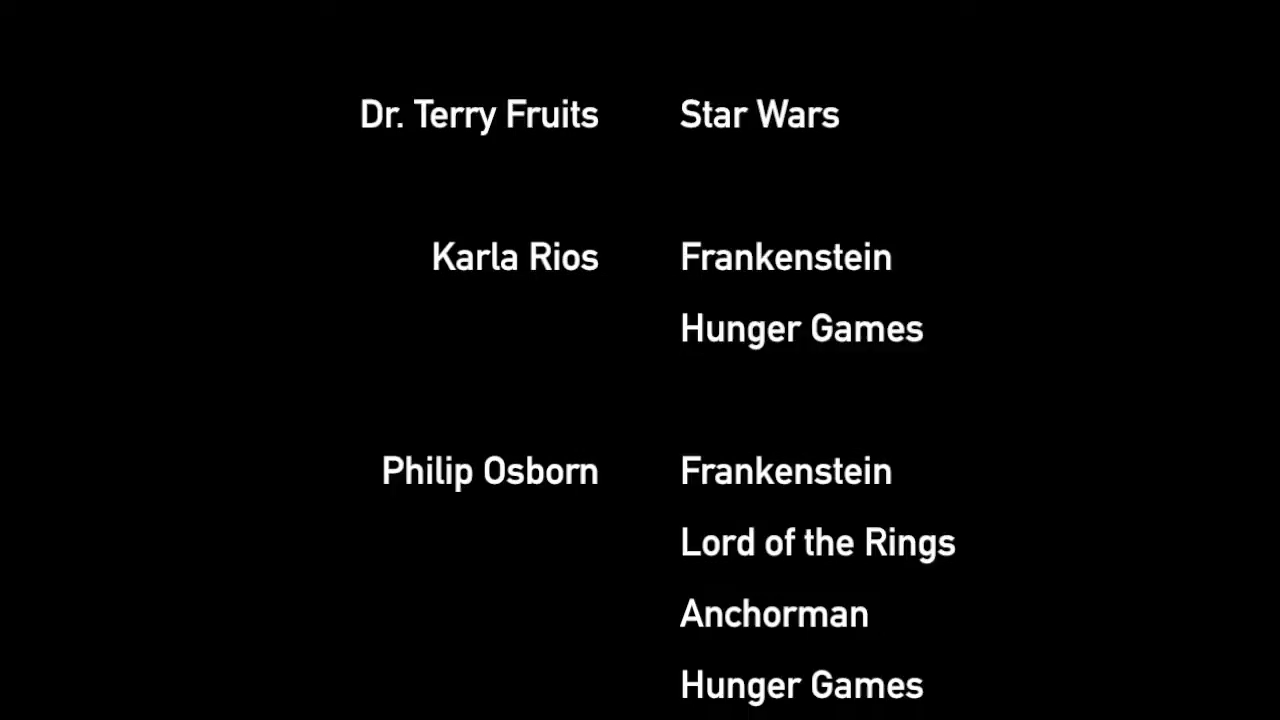 Dr. Terry Fruits Star Wars
Karla Rios Frankenstein
Hunger Games
Philip Osborn Frankenstein
Lord of the Rings
Anchorman
Hunger Games